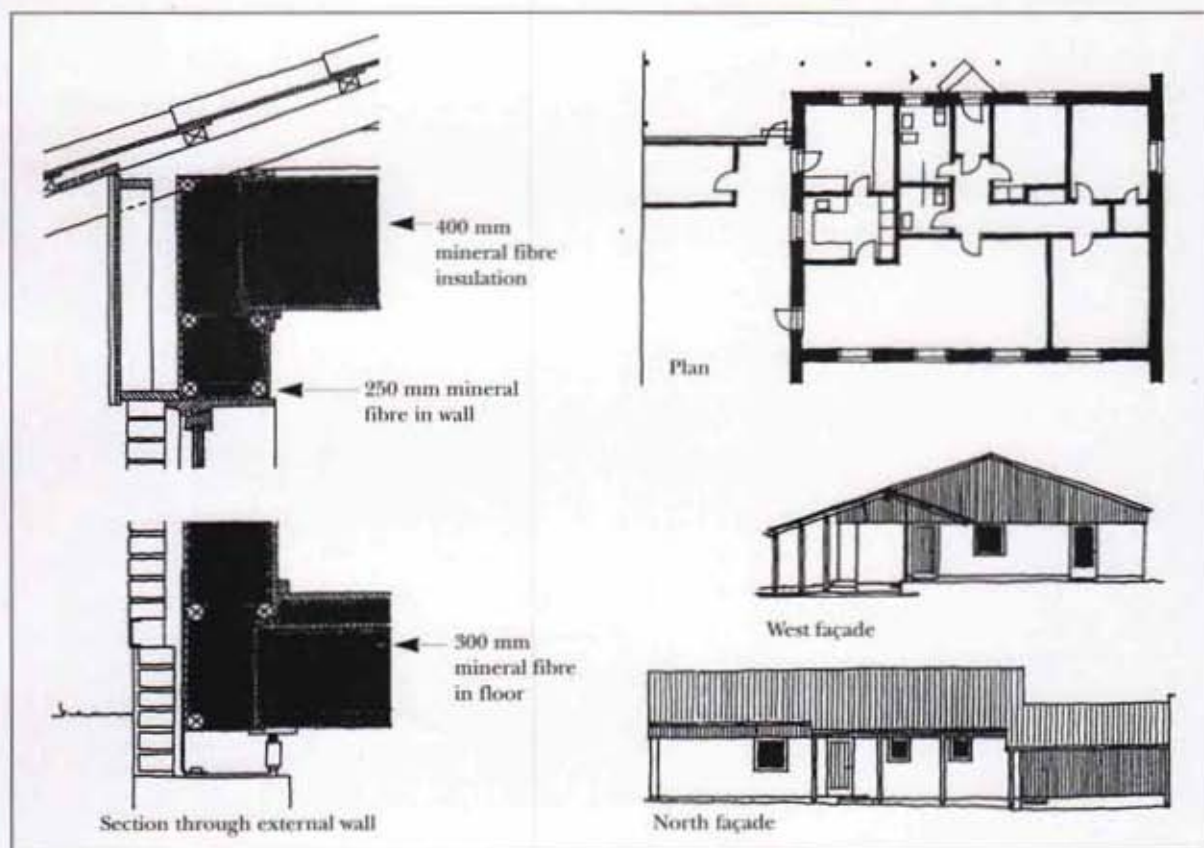 400 mm
mineral fibre
insulation
250 mm mineral
fibre in wall
300 mm
mineral fibre
in floor
Section through external wall
Plan
West façade
North façade